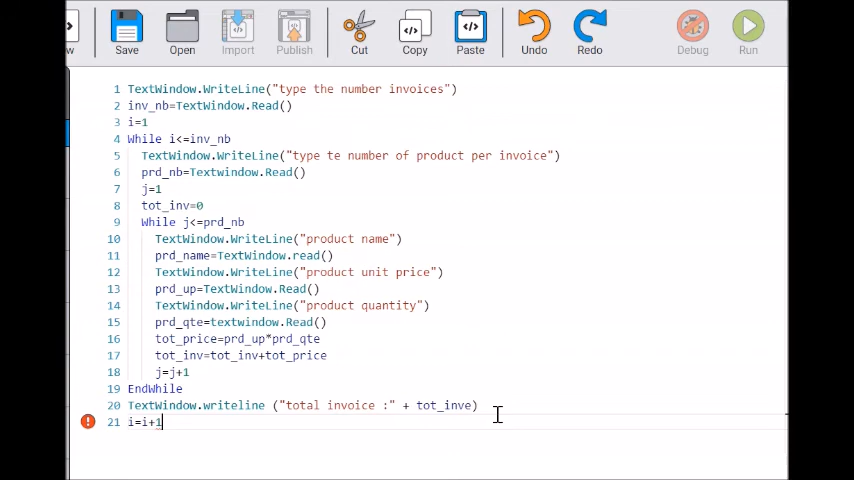 w
Save
Open
Import
Publish
Cut
Copy
Paste
Undo
Redo
Debug
Run
1 TextWindow.WriteLine("type the number invoices")
2 inv_nb=TextWindow.Read()
3 i=1
4 While i<=inv_nb
5 TextWindow.WriteLine("type te number of product per invoice")
6 prd_nb=TextWindow.Read()
7 j=1
8 tot_inv=0
9 While j<=prd_nb
10 TextWindow.WriteLine("product name")
11 prd_name=TextWindow.read()
12 TextWindow.WriteLine("product unit price")
13 prd_up=TextWindow.Read()
14 TextWindow.WriteLine("product quantity")
15 prd_qte=textwindow.Read()
16 tot_price=prd_up*prd_qte
17 tot_inv=tot_inv+tot_price
18 j=j+1
19 EndWhile
20 TextWindow.writeline ("total invoice :" + tot_inve)
21 i=i+1